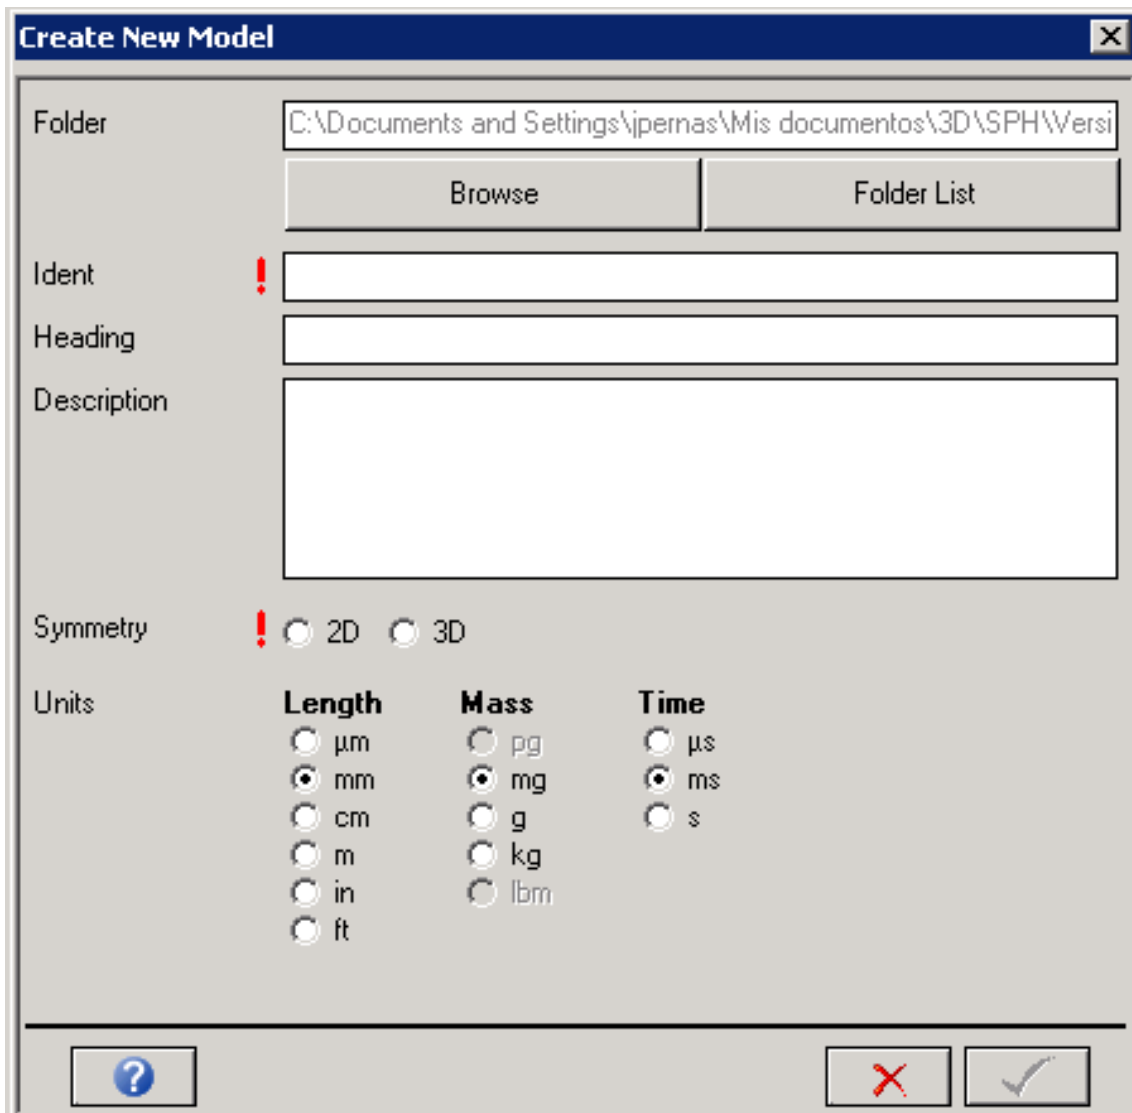 Create New Model
Folder
C:\Documents and Settings\jpernas\Mis documentos\3D\SPH\Versi
Browse Folder List
Ident !
Heading
Description
Symmetry ! 2D 3D
Units Length Mass Time
µm pg µs
mm mg ms
cm g s
m kg
in lbm
ft
?